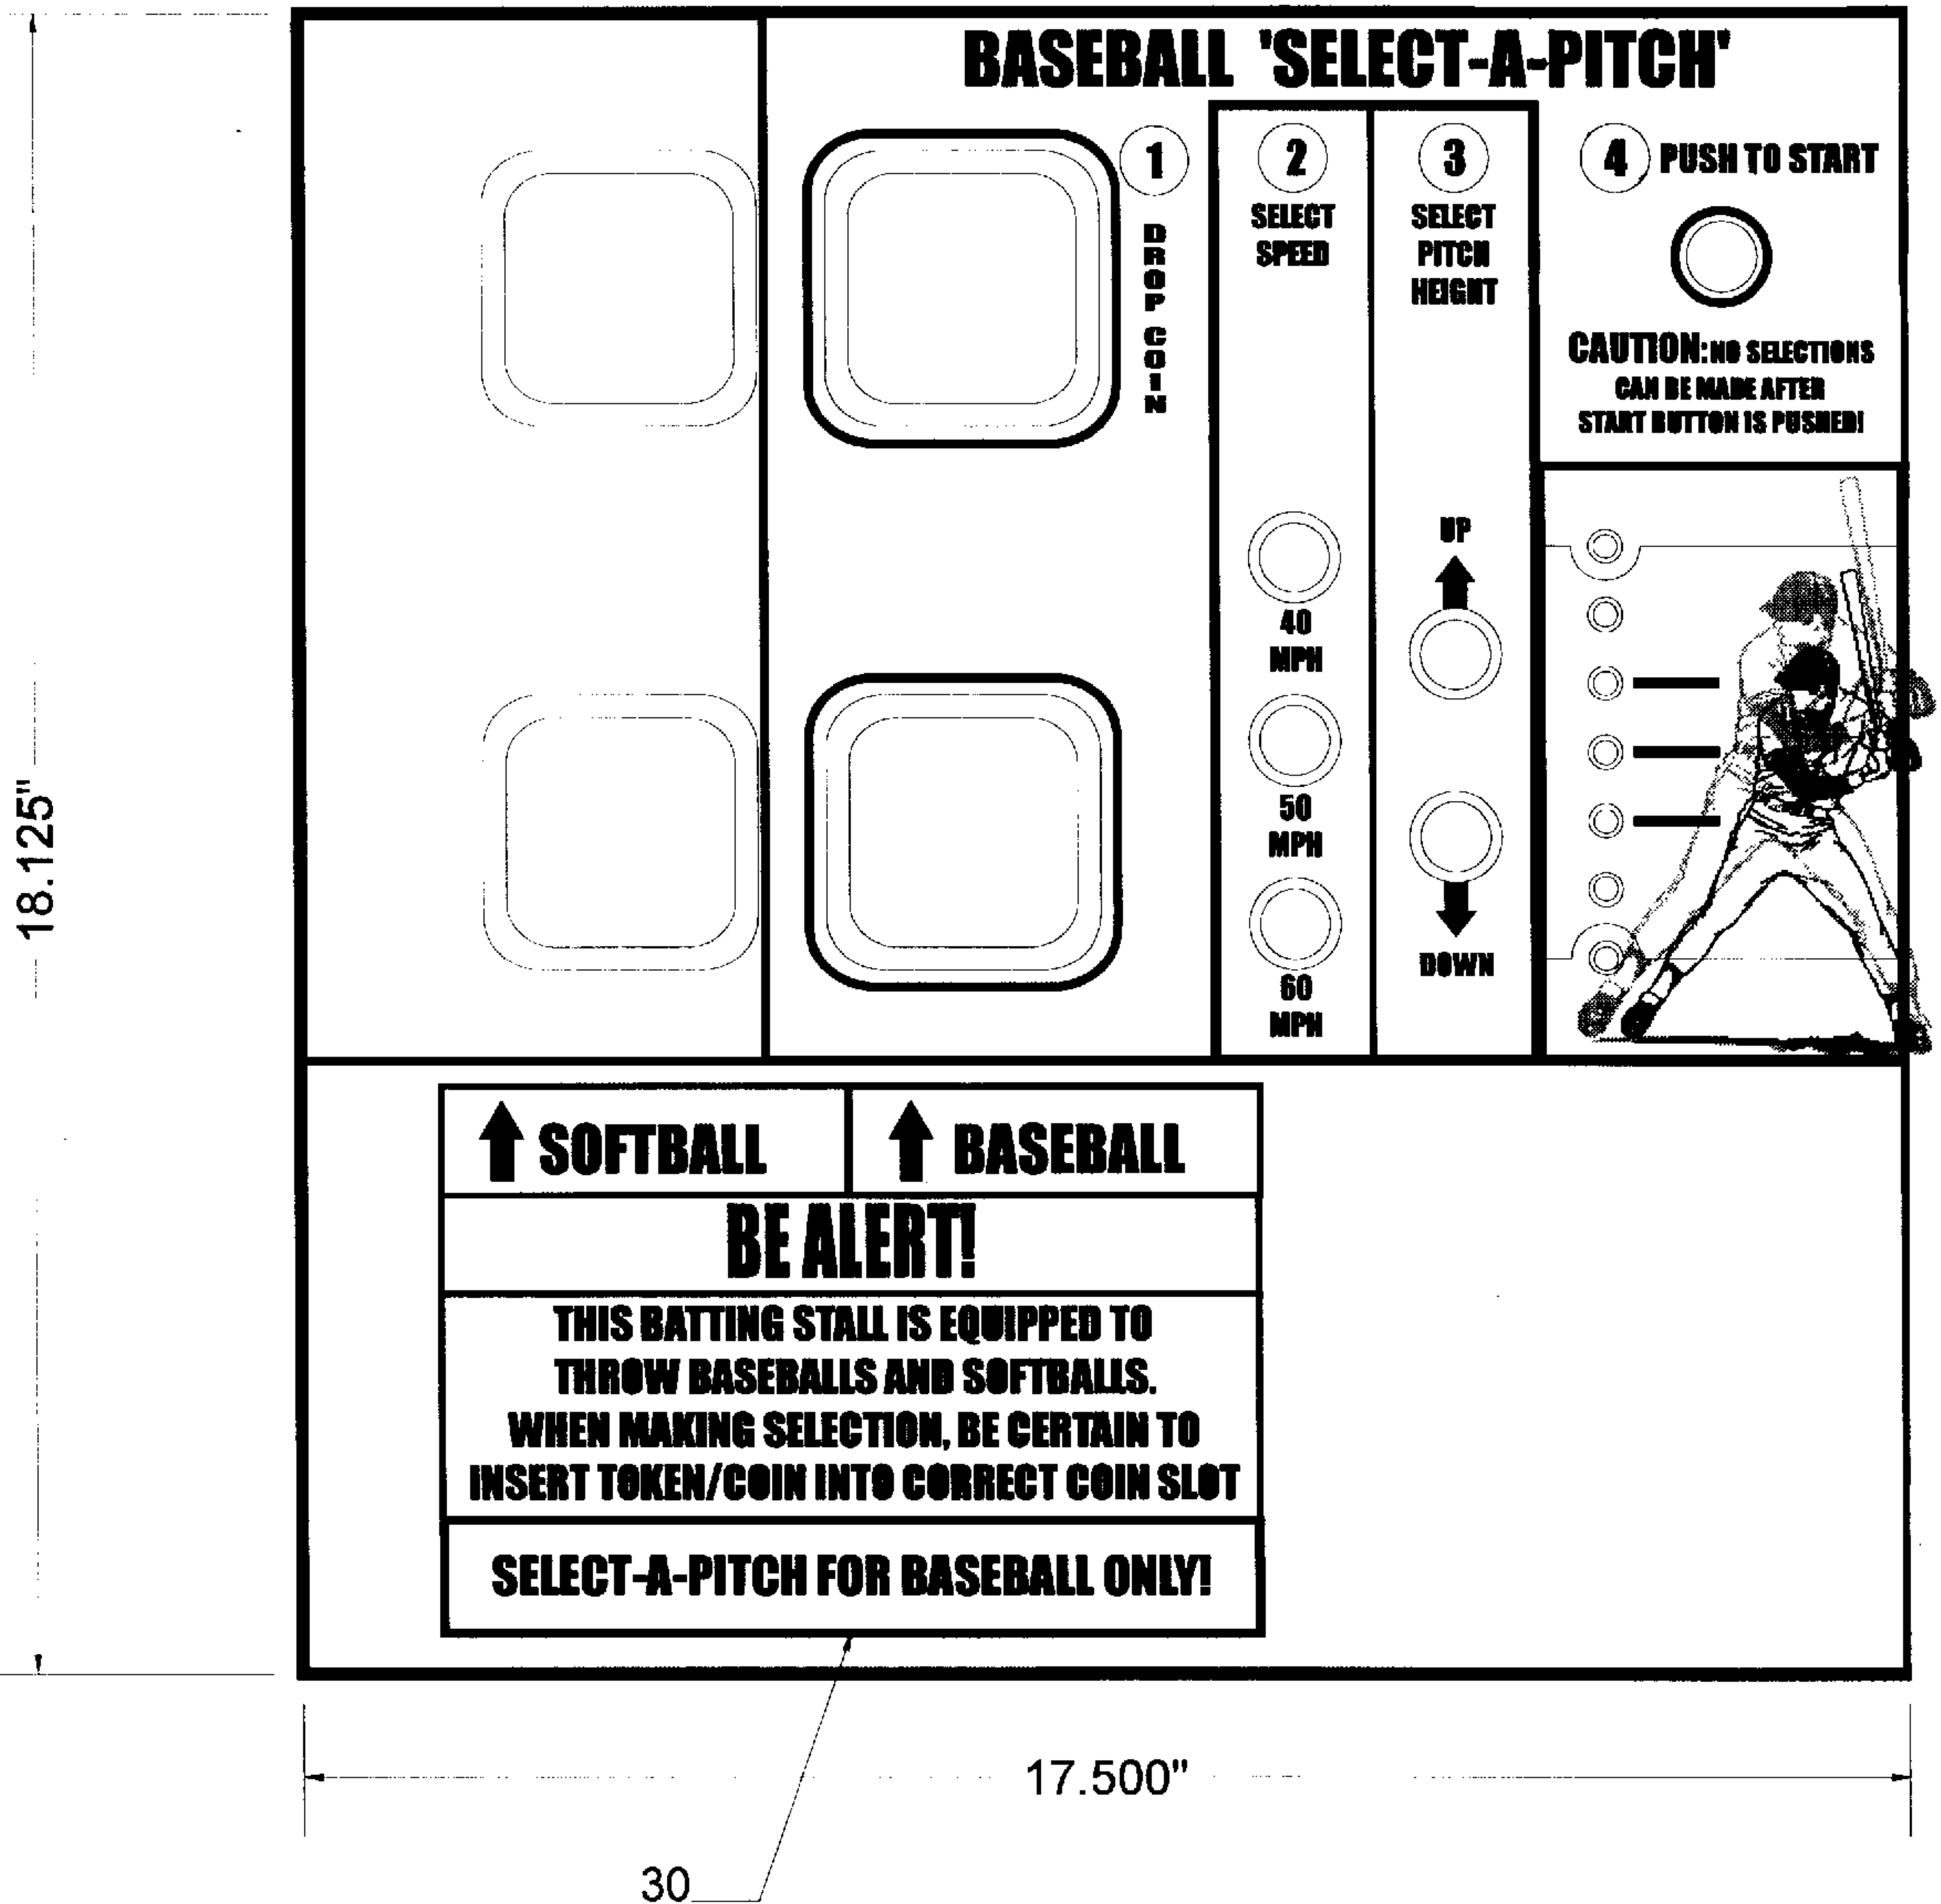 BASEBALL 'SELECT-A-PITCH'
1
DROP COIN
2
SELECT
SPEED
40
MPH
50
MPH
60
MPH
3
SELECT
PITCH
HEIGHT
UP
DOWN
4 PUSH TO START
CAUTION: NO SELECTIONS
CAN BE MADE AFTER
START BUTTON IS PUSHED!
SOFTBALL
BASEBALL
BE ALERT!
THIS BATTING STALL IS EQUIPPED TO
THROW BASEBALLS AND SOFTBALLS.
WHEN MAKING SELECTION, BE CERTAIN TO
INSERT TOKEN/COIN INTO CORRECT COIN SLOT
SELECT-A-PITCH FOR BASEBALL ONLY!
18.125"
17.500"
30